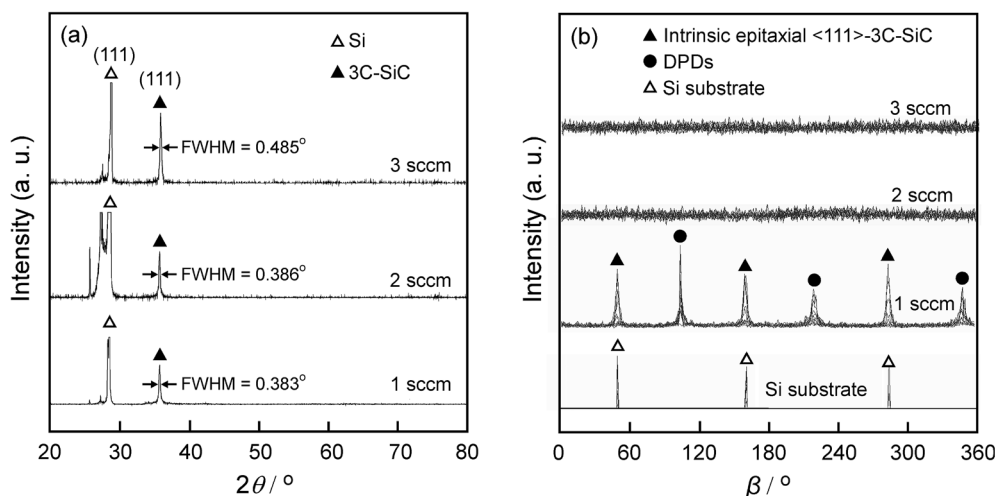 (a)
(111)
(111)
△ Si
▲ 3C-SiC
FWHM = 0.485°
3 sccm
FWHM = 0.386°
2 sccm
FWHM = 0.383°
1 sccm
Intensity (a. u.)
20 30 40 50 60 70 80
2θ / °
(b)
▲ Intrinsic epitaxial <111>-3C-SiC
● DPDs
△ Si substrate
3 sccm
2 sccm
1 sccm
Si substrate
Intensity (a. u.)
0 60 120 180 240 300 360
β / °